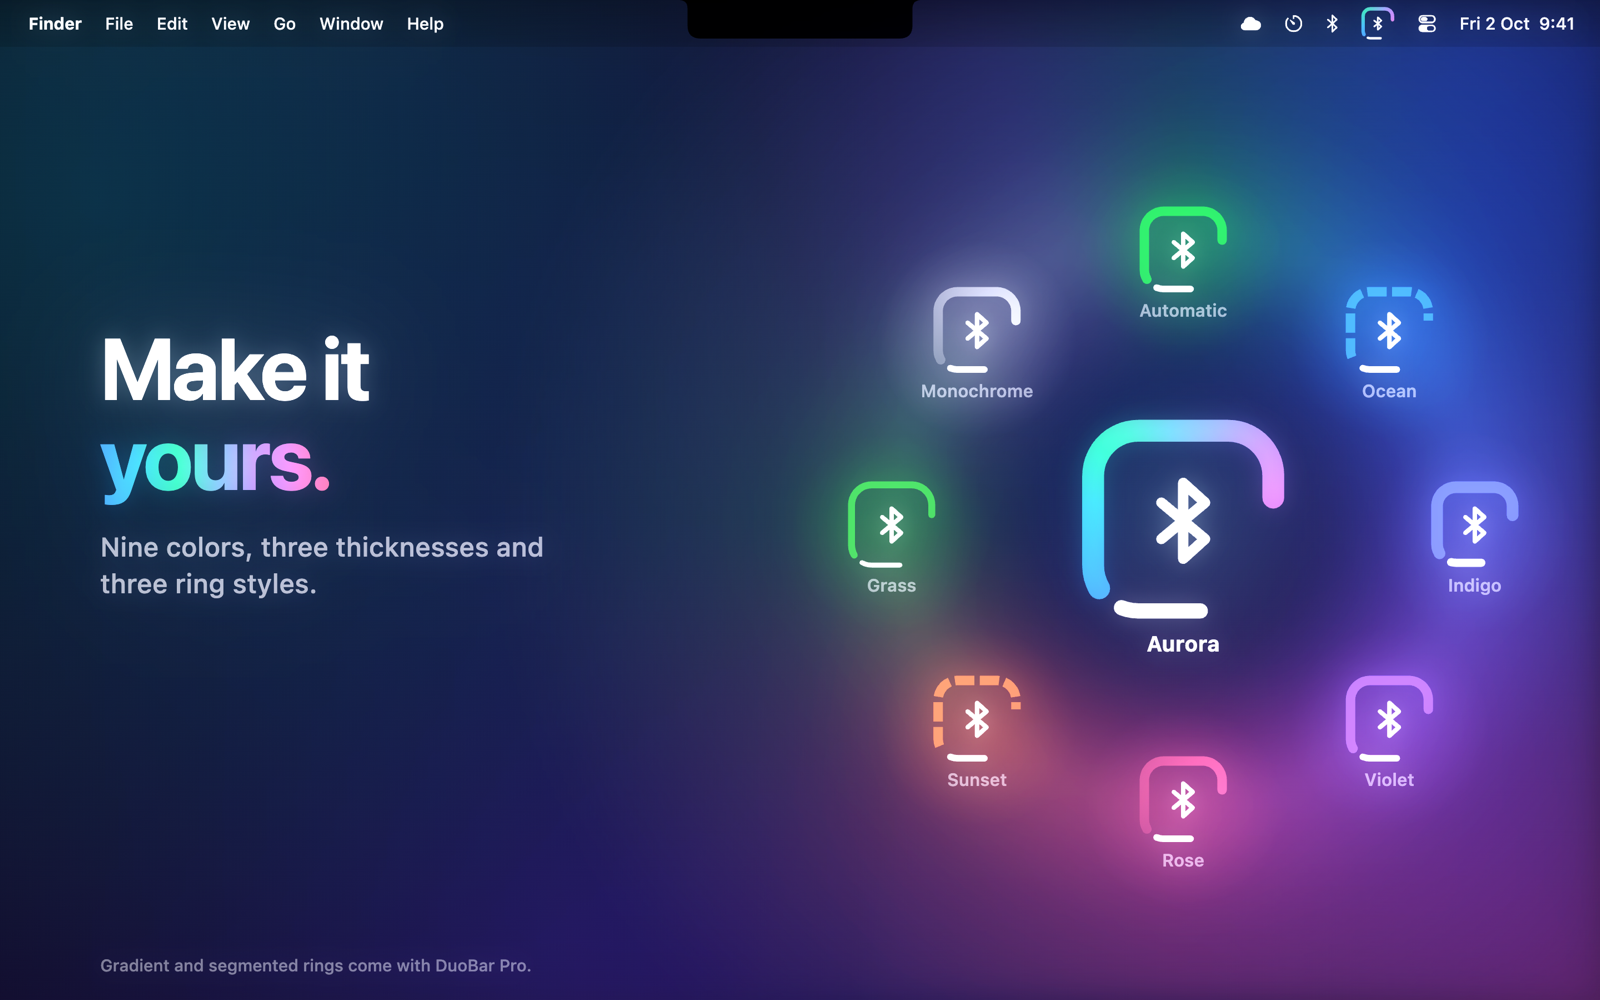 Finder File Edit View Go Window Help Fri 2 Oct 9:41
Make it
yours.
Nine colors, three thicknesses and
three ring styles.
Automatic
Monochrome
Ocean
Grass
Indigo
Aurora
Sunset
Violet
Rose
Gradient and segmented rings come with DuoBar Pro.